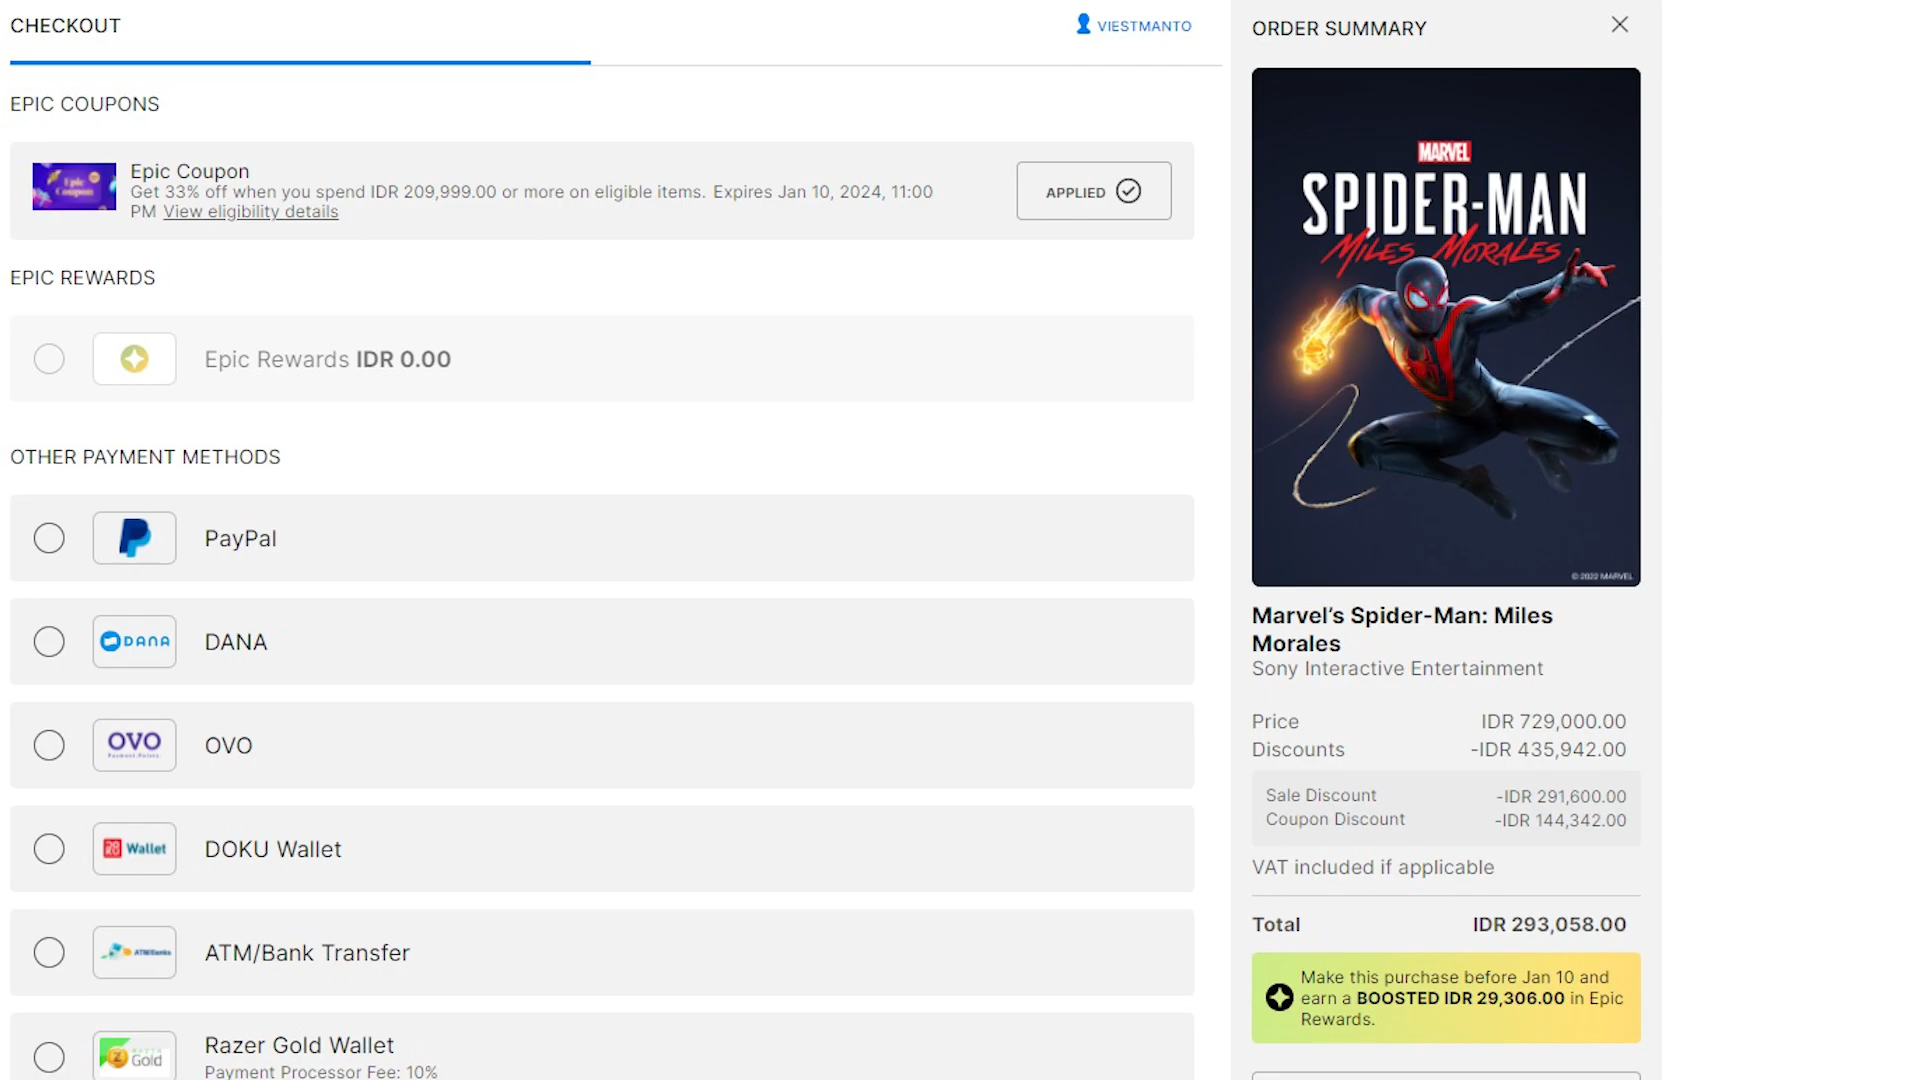 CHECKOUT
VIESTMANTO
EPIC COUPONS
Epic Coupon
Epic Coupon
Get 33% off when you spend IDR 209,999.00 or more on eligible items. Expires Jan 10, 2024, 11:00
PM View eligibility details
APPLIED
EPIC REWARDS
Epic Rewards IDR 0.00
OTHER PAYMENT METHODS
PayPal
DANA
DANA
OVO
OVO
Wallet
DOKU Wallet
ATM/Bank Transfer
Gold
Razer Gold Wallet
Payment Processor Fee: 10%
ORDER SUMMARY
MARVEL
SPIDER-MAN
MILES MORALES
© 2022 MARVEL
Marvel’s Spider-Man: Miles
Morales
Sony Interactive Entertainment
Price IDR 729,000.00
Discounts -IDR 435,942.00
Sale Discount -IDR 291,600.00
Coupon Discount -IDR 144,342.00
VAT included if applicable
Total IDR 293,058.00
Make this purchase before Jan 10 and
earn a BOOSTED IDR 29,306.00 in Epic
Rewards.